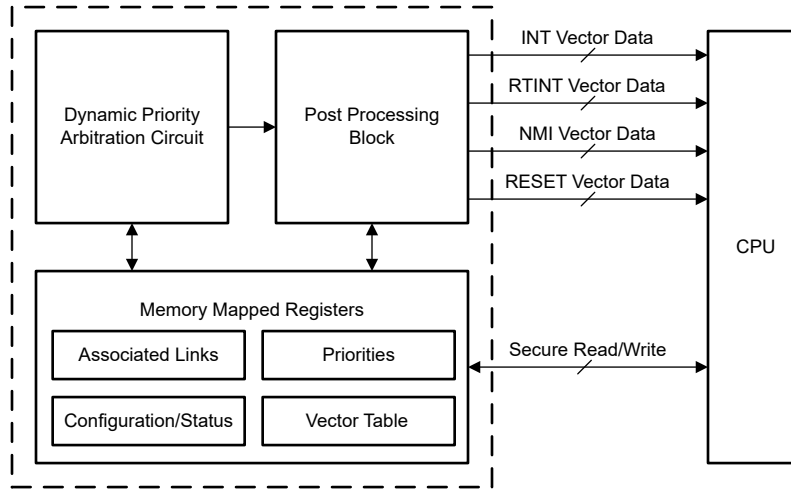 INT Vector Data
RTINT Vector Data
NMI Vector Data
RESET Vector Data
Dynamic Priority
Arbitration Circuit
Post Processing
Block
CPU
Memory Mapped Registers
Associated Links
Priorities
Configuration/Status
Vector Table
Secure Read/Write